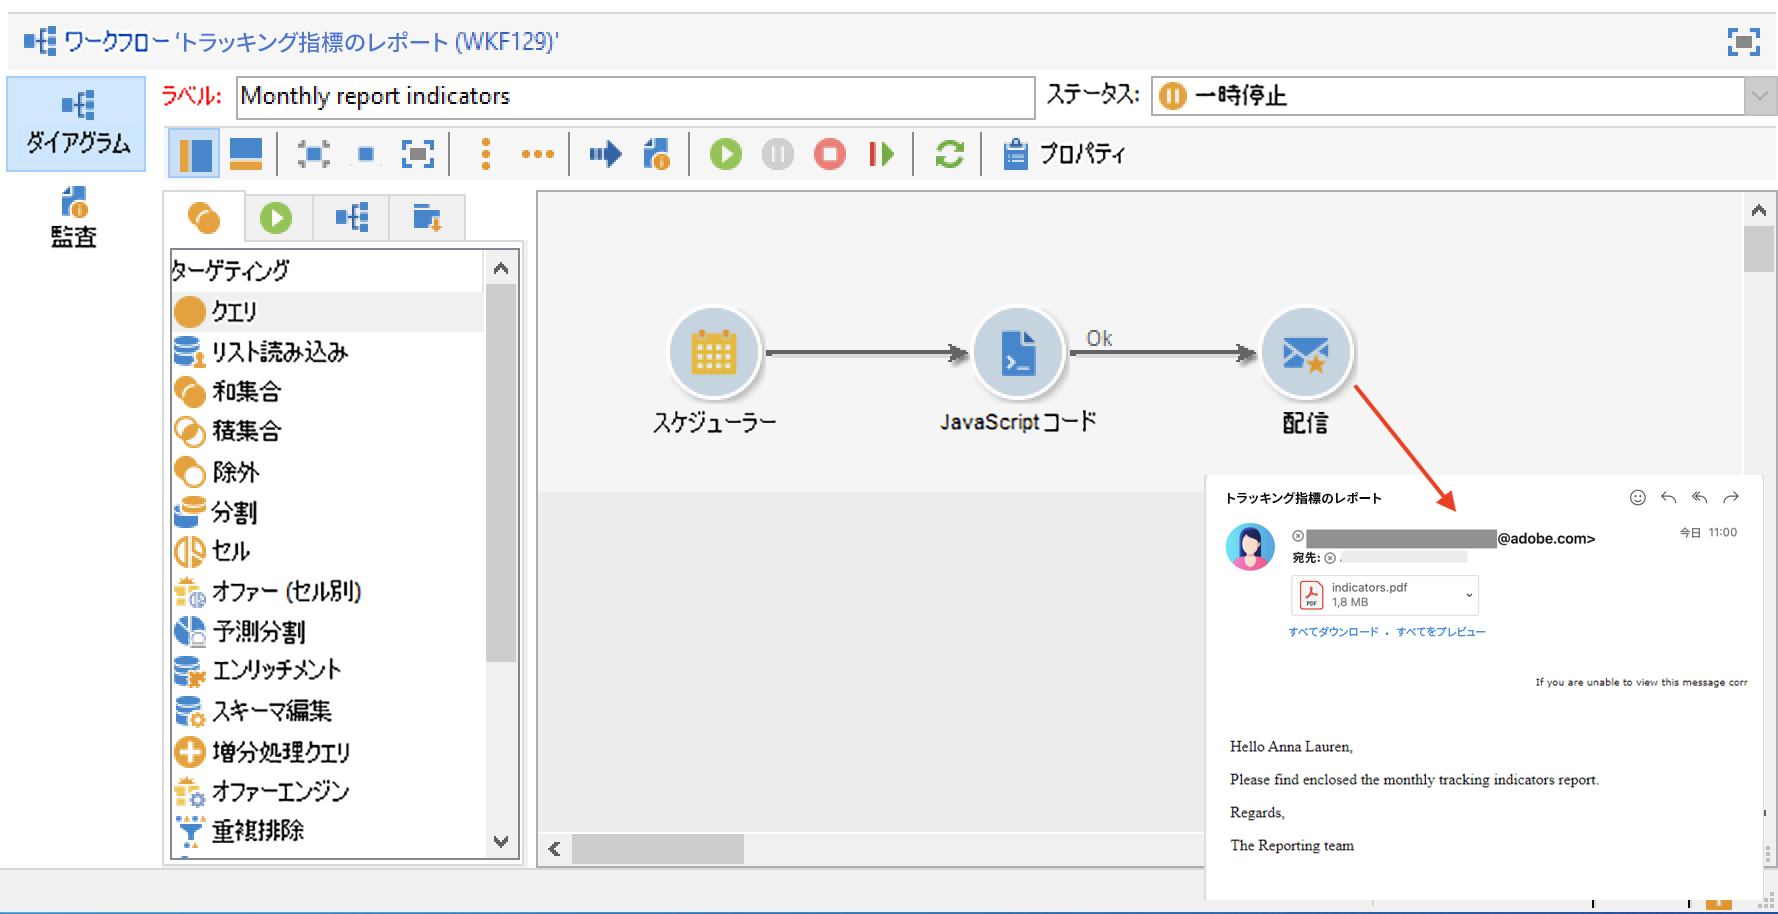 ワークフロー 'トラッキング指標のレポート (WKF129)'
ダイアグラム
監査
ラベル: Monthly report indicators
ステータス: 一時停止
プロパティ
ターゲティング
クエリ
リスト読み込み
和集合
積集合
除外
分割
セル
オファー (セル別)
予測分割
エンリッチメント
スキーマ編集
増分処理クエリ
オファーエンジン
重複排除
Ok
スケジューラー
JavaScript コード
配信
トラッキング指標のレポート
@adobe.com>
今日 11:00
宛先:
indicators.pdf
PDF
1,8 MB
すべてダウンロード • すべてをプレビュー
If you are unable to view this message corr
Hello Anna Lauren,
Please find enclosed the monthly tracking indicators report.
Regards,
The Reporting team